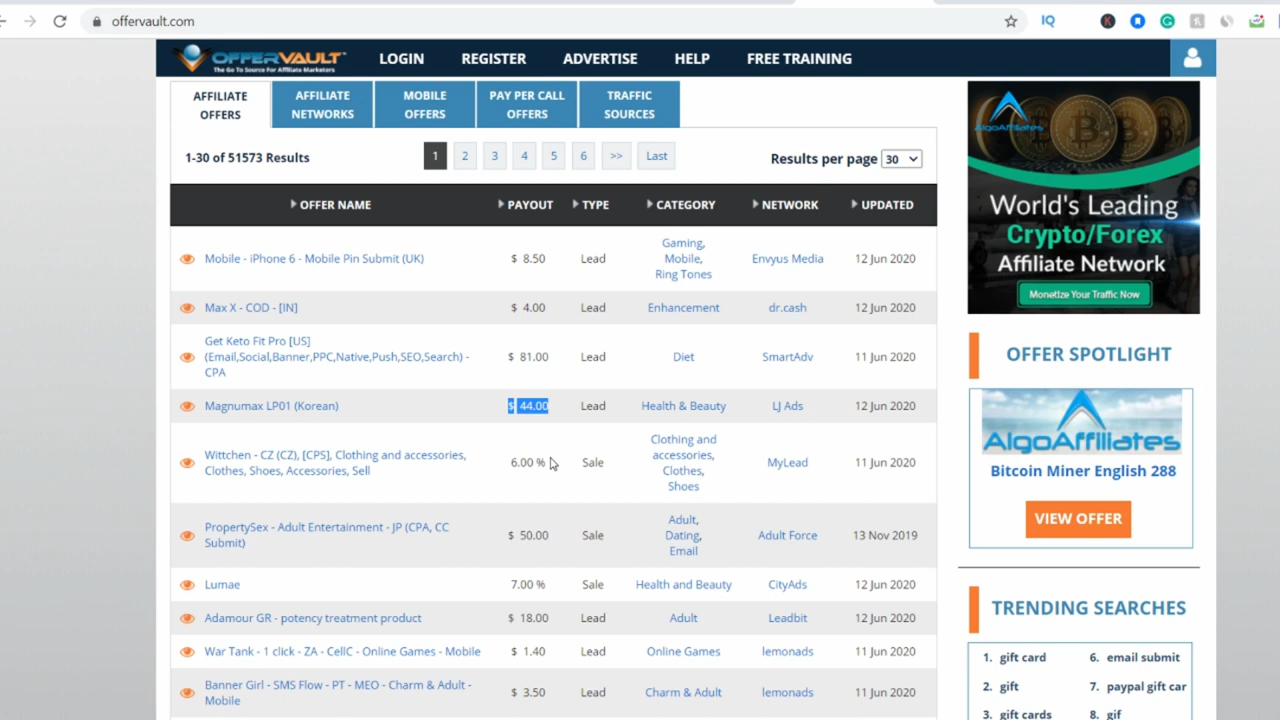 offervault.com
IQ
OFFERVAULT
The Go To Source For Affiliate Marketers
LOGIN
REGISTER
ADVERTISE
HELP
FREE TRAINING
AFFILIATE
OFFERS
AFFILIATE
NETWORKS
MOBILE
OFFERS
PAY PER CALL
OFFERS
TRAFFIC
SOURCES
1-30 of 51573 Results
1 2 3 4 5 6 >> Last
Results per page 30
OFFER NAME PAYOUT TYPE CATEGORY NETWORK UPDATED
Mobile - iPhone 6 - Mobile Pin Submit (UK)
$ 8.50
Lead
Gaming,
Mobile,
Ring Tones
Envyus Media
12 Jun 2020
Max X - COD - [IN]
$ 4.00
Lead
Enhancement
dr.cash
12 Jun 2020
Get Keto Fit Pro [US]
(Email,Social,Banner,PPC,Native,Push,SEO,Search) -
CPA
$ 81.00
Lead
Diet
SmartAdv
11 Jun 2020
Magnumax LP01 (Korean)
$ 44.00
Lead
Health & Beauty
LJ Ads
12 Jun 2020
Wittchen - CZ (CZ), [CPS], Clothing and accessories,
Clothes, Shoes, Accessories, Sell
6.00 %
Sale
Clothing and
accessories,
Clothes,
Shoes
MyLead
11 Jun 2020
PropertySex - Adult Entertainment - JP (CPA, CC
Submit)
$ 50.00
Sale
Adult,
Dating,
Email
Adult Force
13 Nov 2019
Lumae
7.00 %
Sale
Health and Beauty
CityAds
12 Jun 2020
Adamour GR - potency treatment product
$ 18.00
Lead
Adult
Leadbit
12 Jun 2020
War Tank - 1 click - ZA - CellC - Online Games - Mobile
$ 1.40
Lead
Online Games
lemonads
11 Jun 2020
Banner Girl - SMS Flow - PT - MEO - Charm & Adult -
Mobile
$ 3.50
Lead
Charm & Adult
lemonads
11 Jun 2020
AlgoAffiliates
World's Leading
Crypto/Forex
Affiliate Network
Monetize Your Traffic Now
OFFER SPOTLIGHT
AlgoAffiliates
Bitcoin Miner English 288
VIEW OFFER
TRENDING SEARCHES
1. gift card
2. gift
3. gift cards
6. email submit
7. paypal gift car
8. gif